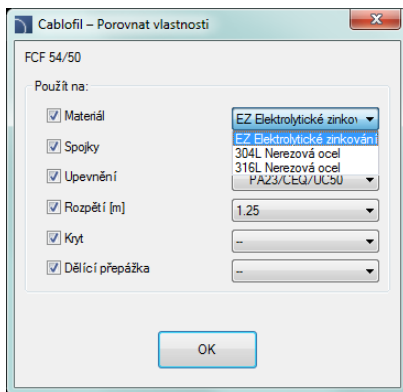 Cablofil – Porovnat vlastnosti
FCF 54/50
Použít na:
Materiál
EZ Elektrolytické zinkov
EZ Elektrolytické zinkování
Spojky
304L Nerezová ocel
316L Nerezová ocel
Upevnění
PA23/CEQ/UC50
Rozpětí [m]
1.25
Kryt
--
Dělící přepážka
--
OK